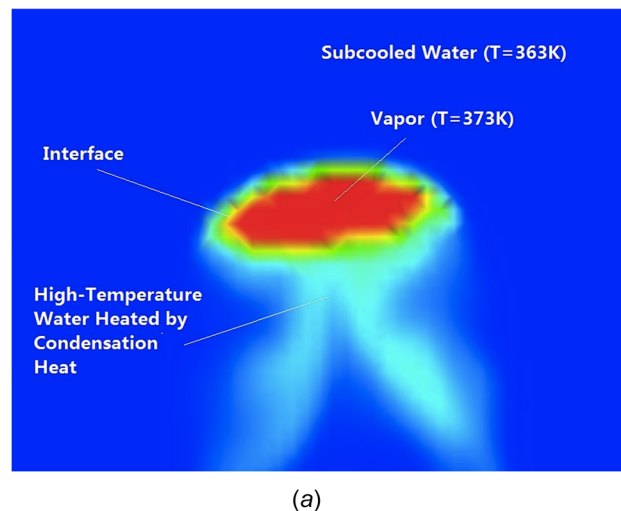 Subcooled Water (T=363K)
Vapor (T=373K)
Interface
High-Temperature
Water Heated by
Condensation
Heat
(a)